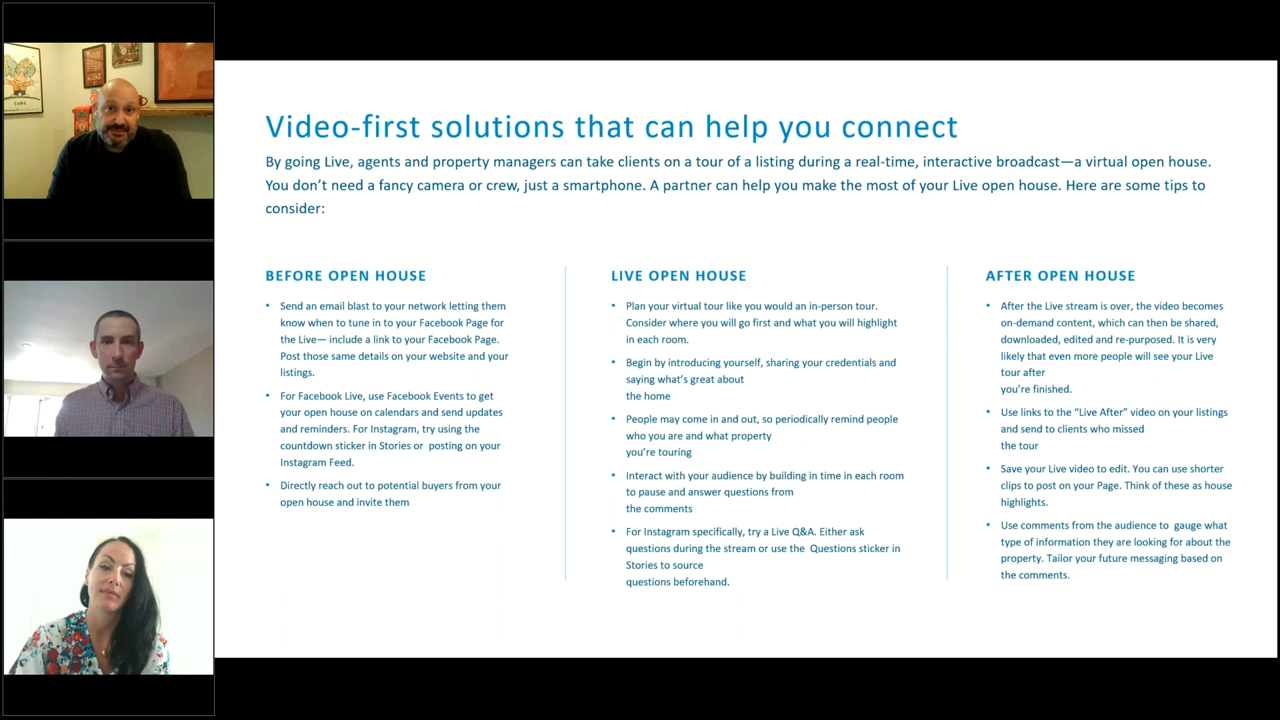 Video-first solutions that can help you connect
By going Live, agents and property managers can take clients on a tour of a listing during a real-time, interactive broadcast—a virtual open house.
You don’t need a fancy camera or crew, just a smartphone. A partner can help you make the most of your Live open house. Here are some tips to
consider:
BEFORE OPEN HOUSE
• Send an email blast to your network letting them
know when to tune in to your Facebook Page for
the Live— include a link to your Facebook Page.
Post those same details on your website and your
listings.
• For Facebook Live, use Facebook Events to get
your open house on calendars and send updates
and reminders. For Instagram, try using the
countdown sticker in Stories or  posting on your
Instagram Feed.
• Directly reach out to potential buyers from your
open house and invite them
LIVE OPEN HOUSE
• Plan your virtual tour like you would an in-person tour.
Consider where you will go first and what you will highlight
in each room.
• Begin by introducing yourself, sharing your credentials and
saying what’s great about
the home
• People may come in and out, so periodically remind people
who you are and what property
you’re touring
• Interact with your audience by building in time in each room
to pause and answer questions from
the comments
• For Instagram specifically, try a Live Q&A. Either ask
questions during the stream or use the  Questions sticker in
Stories to source
questions beforehand.
AFTER OPEN HOUSE
• After the Live stream is over, the video becomes
on-demand content, which can then be shared,
downloaded, edited and re-purposed. It is very
likely that even more people will see your Live
tour after
you’re finished.
• Use links to the “Live After” video on your listings
and send to clients who missed
the tour
• Save your Live video to edit. You can use shorter
clips to post on your Page. Think of these as house
highlights.
• Use comments from the audience to  gauge what
type of information they are looking for about the
property. Tailor your future messaging based on
the comments.